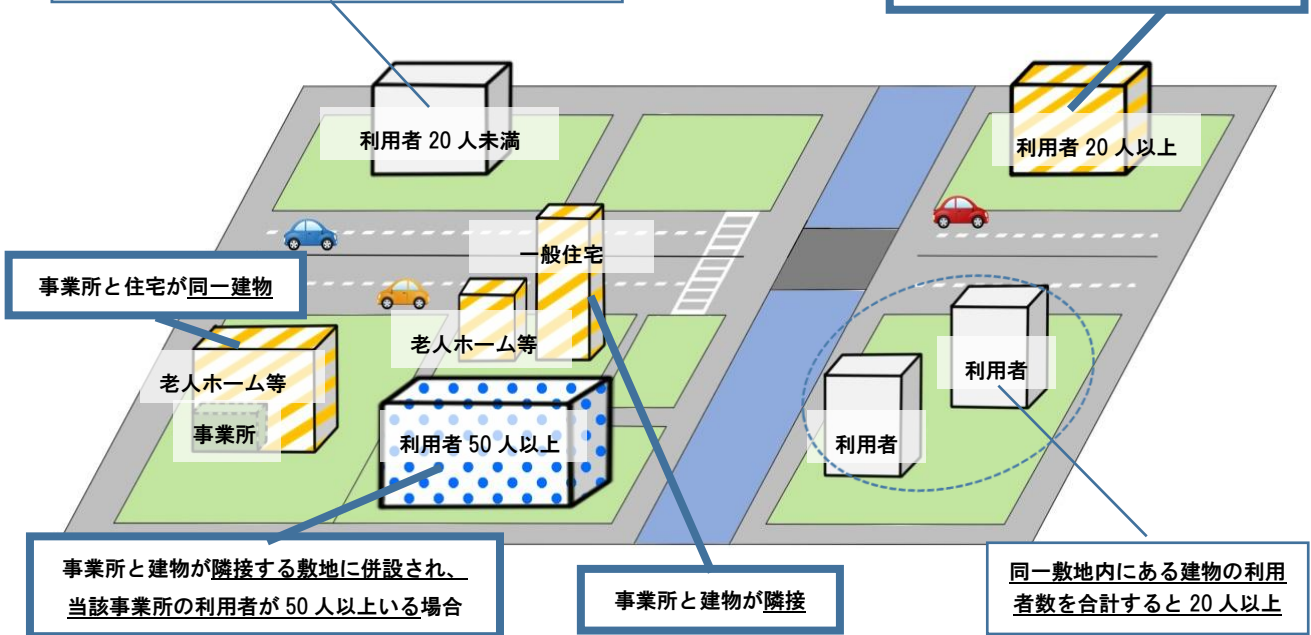 利用者 20 人未満
利用者 20 人以上
一般住宅
事業所と住宅が同一建物
老人ホーム等
老人ホーム等
事業所
利用者 50 人以上
利用者
利用者
事業所と建物が隣接する敷地に併設され、
当該事業所の利用者が 50 人以上いる場合
事業所と建物が隣接
同一敷地内にある建物の利用
者数を合計すると 20 人以上